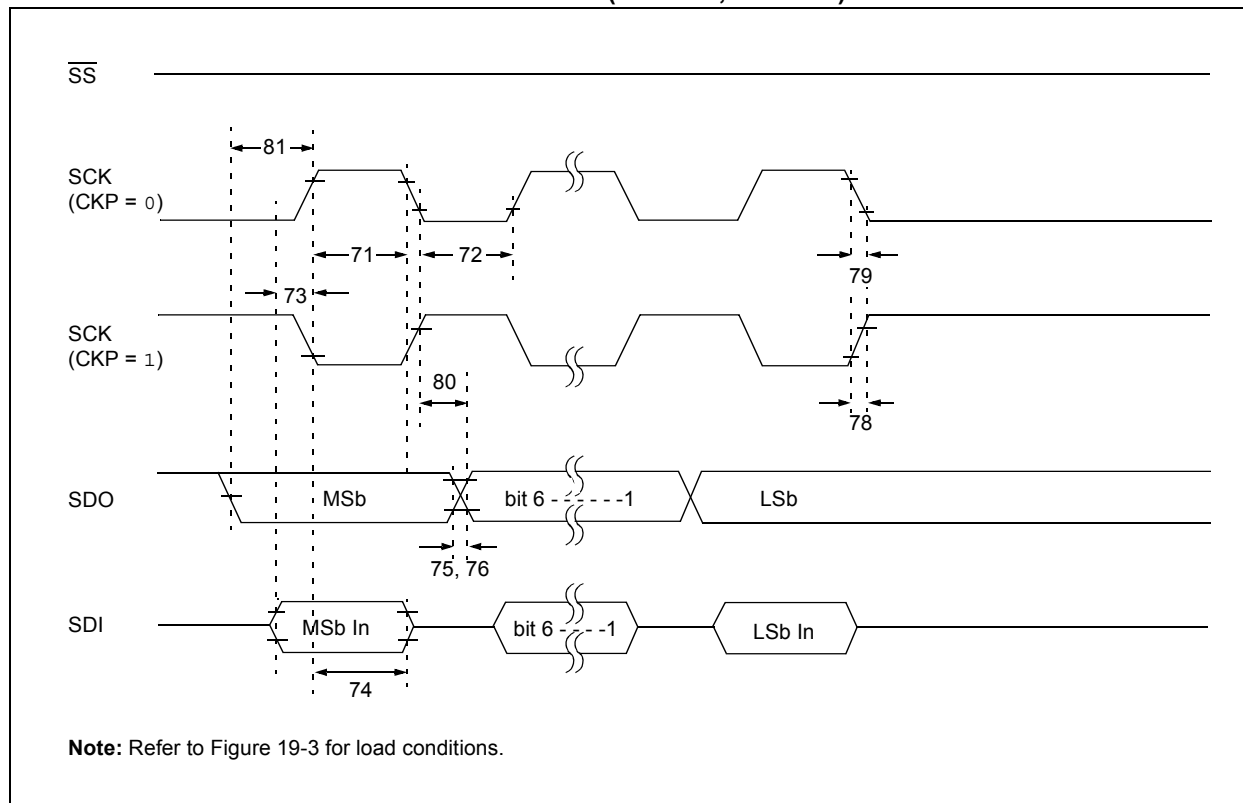 SS
81
SCK
(CKP = 0)
71
72
79
73
SCK
(CKP = 1)
80
78
SDO
MSb
bit 6 - - - - - - -1
LSb
75, 76
SDI
MSb In
bit 6 - - - - -1
LSb In
74
Note: Refer to Figure 19-3 for load conditions.